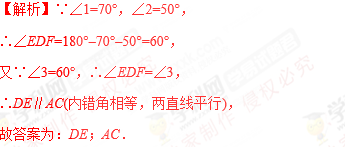 【解析】∵∠1=70°，∠2=50°，
∴∠EDF=180°–70°–50°=60°，
又∵∠3=60°，∴∠EDF=∠3，
∴DE∥AC(内错角相等，两直线平行)，
故答案为：DE；AC．